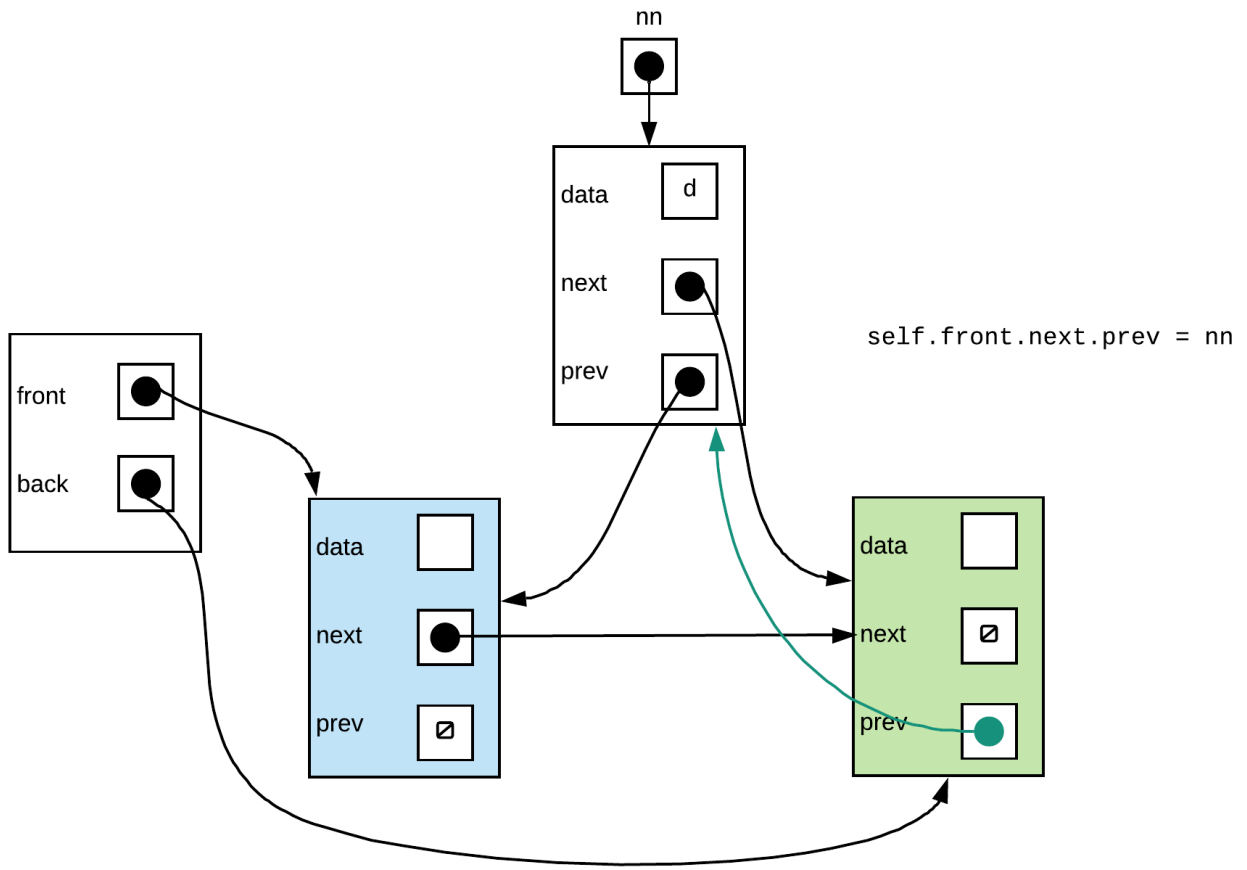 nn
data d
next
prev
self.front.next.prev = nn
front
back
data
next
prev
data
next
prev